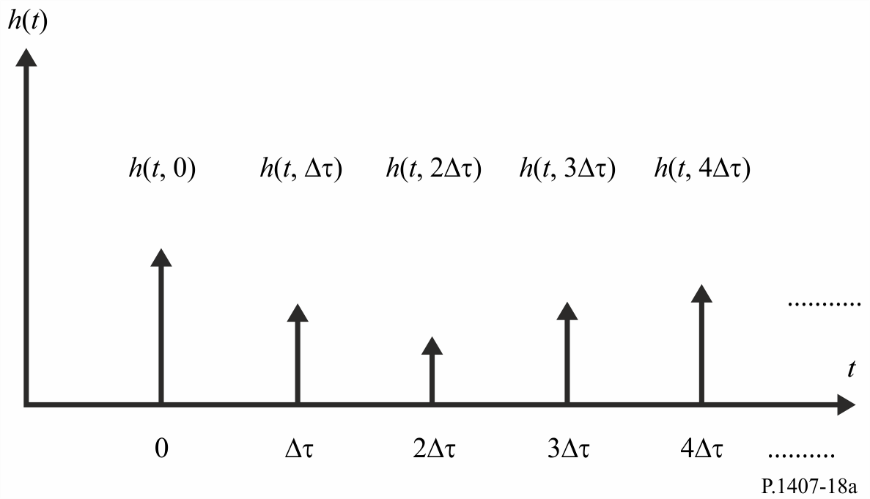 h(t)
h(t, 0) h(t, Δτ) h(t, 2Δτ) h(t, 3Δτ) h(t, 4Δτ)
...........
t
0 Δτ 2Δτ 3Δτ 4Δτ ..........
P.1407-18a